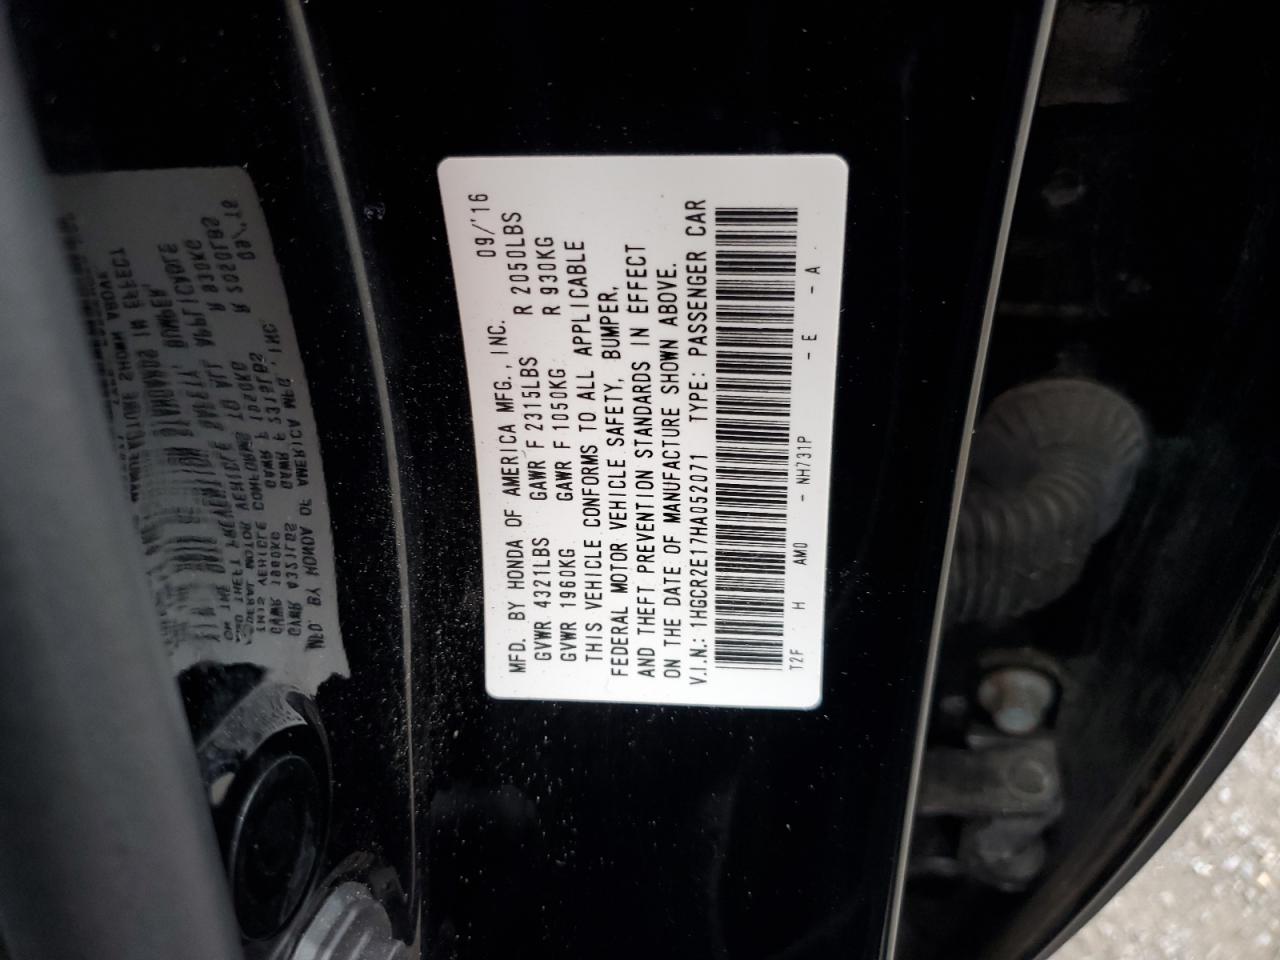 MFD. BY HONDA OF AMERICA MFG., INC. 09/'16
GVWR 4321LBS GAWR F 2315LBS R 2050LBS
GVWR 1960KG GAWR F 1050KG R 930KG
THIS VEHICLE CONFORMS TO ALL APPLICABLE
FEDERAL MOTOR VEHICLE SAFETY, BUMPER,
AND THEFT PREVENTION STANDARDS IN EFFECT
ON THE DATE OF MANUFACTURE SHOWN ABOVE.
V.I.N.: 1HGCR2E17HA052071 TYPE: PASSENGER CAR
T2F H AM0 - NH731P - E - A.